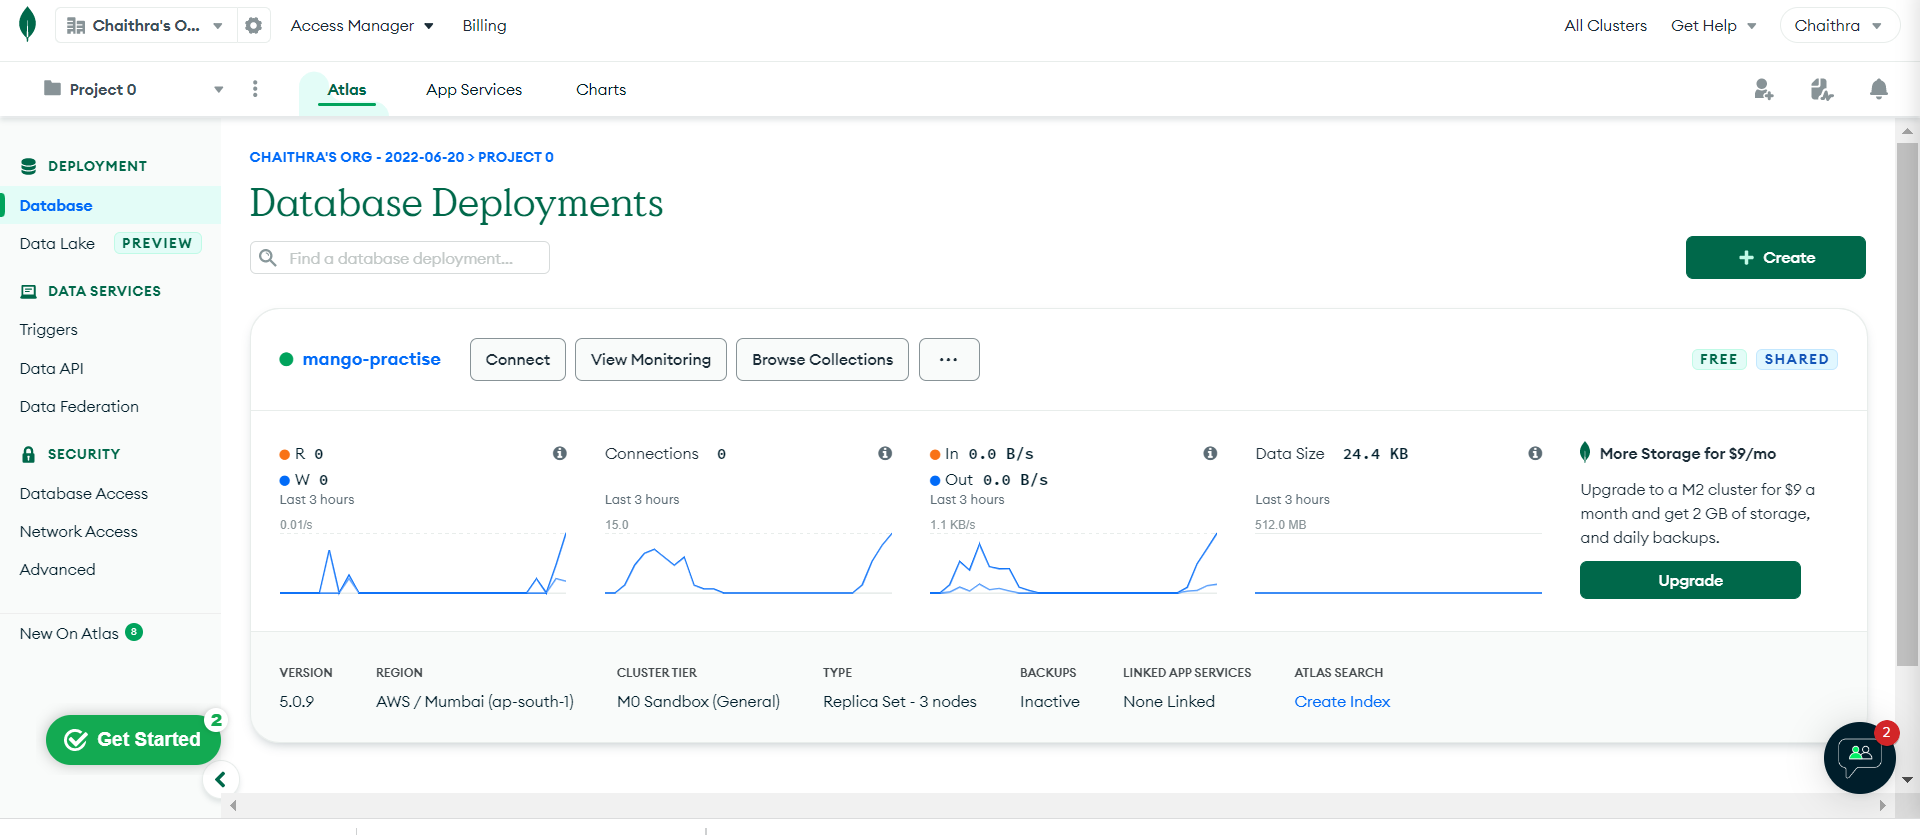 Chaithra's O...
Access Manager
Billing
All Clusters
Get Help
Chaithra
Project 0
Atlas
App Services
Charts
DEPLOYMENT
Database
Data Lake PREVIEW
DATA SERVICES
Triggers
Data API
Data Federation
SECURITY
Database Access
Network Access
Advanced
New On Atlas 8
Get Started 2
CHAITHRA'S ORG - 2022-06-20 > PROJECT 0
Database Deployments
Find a database deployment...
+ Create
mango-practise
Connect
View Monitoring
Browse Collections
...
FREE
SHARED
R 0
W 0
Last 3 hours
0.01/s
Connections 0
Last 3 hours
15.0
In 0.0 B/s
Out 0.0 B/s
Last 3 hours
1.1 KB/s
Data Size 24.4 KB
Last 3 hours
512.0 MB
More Storage for $9/mo
Upgrade to a M2 cluster for $9 a
month and get 2 GB of storage,
and daily backups.
Upgrade
VERSION
5.0.9
REGION
AWS / Mumbai (ap-south-1)
CLUSTER TIER
M0 Sandbox (General)
TYPE
Replica Set - 3 nodes
BACKUPS
Inactive
LINKED APP SERVICES
None Linked
ATLAS SEARCH
Create Index
2